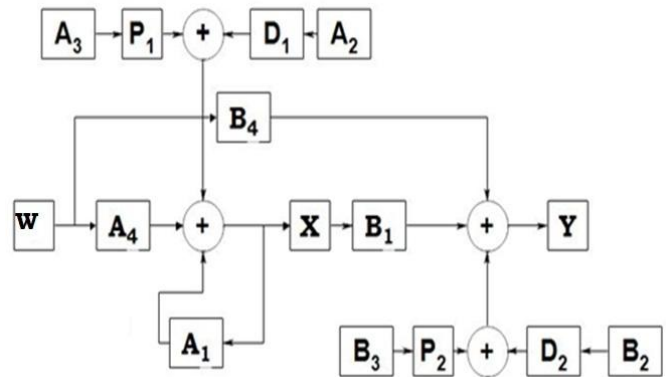 A3 P1 + D1 A2
B4
W A4 + X B1 + Y
A1
B3 P2 + D2 B2